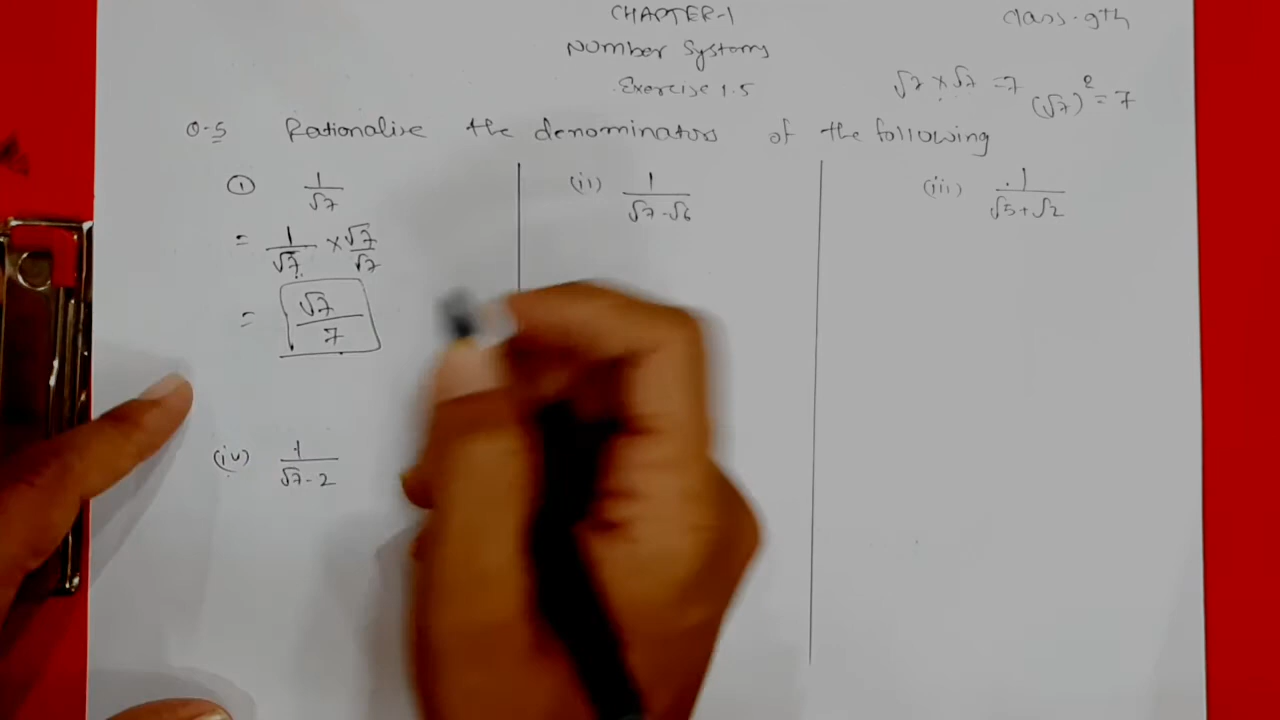 CHAPTER-1
Class-9th
Number Systems
Exercise 1.5
√7 × √7 = 7 (√7)² = 7
Q-5 Rationalise the denominators of the following
(i) 1/√7
= 1/√7 × √7/√7
= √7/7
(ii) 1/(√7-√6)
(iii) 1/(√5+√2)
(iv) 1/(√7-2)